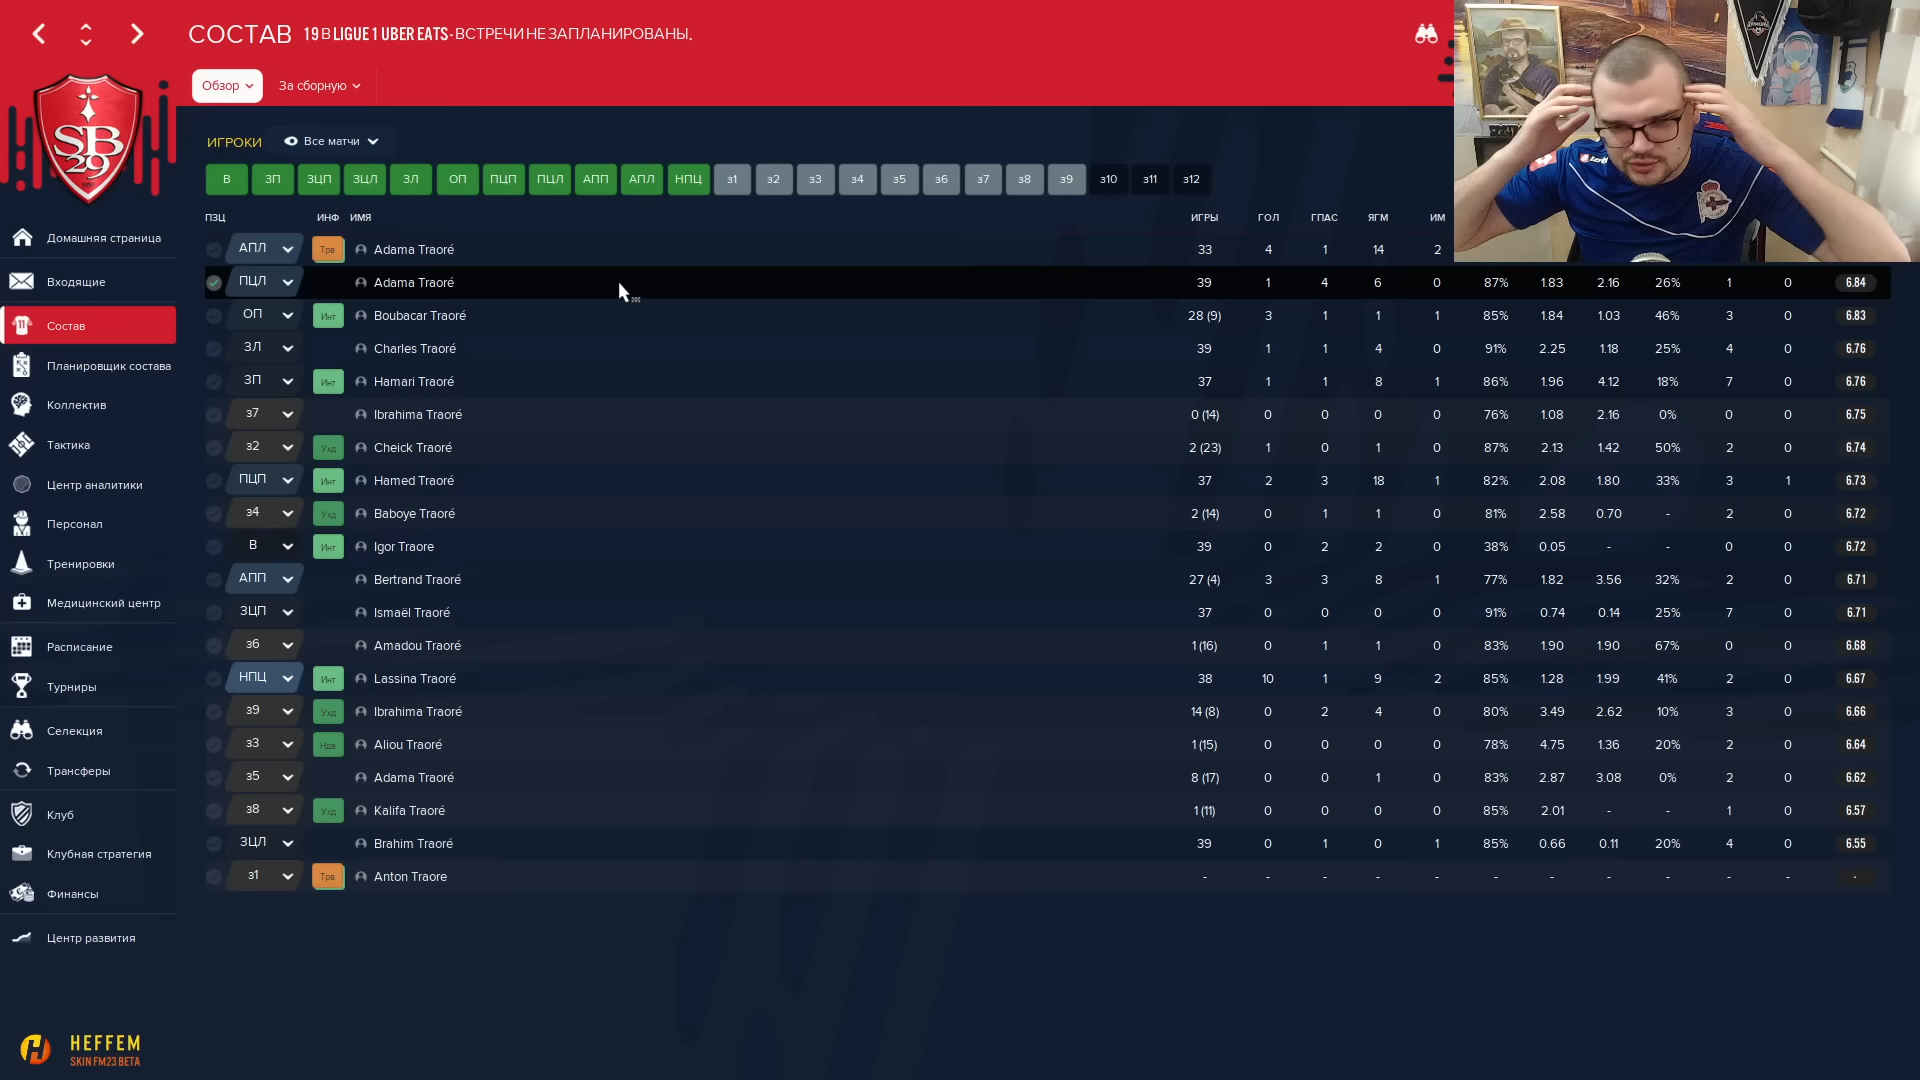 СОСТАВ 19 В LIGUE 1 UBER EATS - ВСТРЕЧИ НЕ ЗАПЛАНИРОВАНЫ.
Обзор За сборную
SB
29
ИГРОКИ Все матчи
В ЗП ЗЦП ЗЦЛ ЗЛ ОП ПЦП ПЦЛ АПП АПЛ НПЦ з1 з2 з3 з4 з5 з6 з7 з8 з9 з10 з11 з12
ПЗЦ ИНФ ИМЯ ИГРЫ ГОЛ ГПАС ЯГМ ИМ
АПЛ Трв Adama Traoré 33 4 1 14 2
ПЦЛ Adama Traoré 39 1 4 6 0 87% 1.83 2.16 26% 1 0 6.84
ОП Инт Boubacar Traoré 28 (9) 3 1 1 1 85% 1.84 1.03 46% 3 0 6.83
ЗЛ Charles Traoré 39 1 1 4 0 91% 2.25 1.18 25% 4 0 6.76
ЗП Инт Hamari Traoré 37 1 1 8 1 86% 1.96 4.12 18% 7 0 6.76
з7 Ibrahima Traoré 0 (14) 0 0 0 0 76% 1.08 2.16 0% 0 0 6.75
з2 Ухд Cheick Traoré 2 (23) 1 0 1 0 87% 2.13 1.42 50% 2 0 6.74
ПЦП Инт Hamed Traoré 37 2 3 18 1 82% 2.08 1.80 33% 3 1 6.73
з4 Ухд Baboye Traoré 2 (14) 0 1 1 0 81% 2.58 0.70 - 2 0 6.72
В Инт Igor Traore 39 0 2 2 0 38% 0.05 - - 0 0 6.72
АПП Bertrand Traoré 27 (4) 3 3 8 1 77% 1.82 3.56 32% 2 0 6.71
ЗЦП Ismaël Traoré 37 0 0 0 0 91% 0.74 0.14 25% 7 0 6.71
з6 Amadou Traoré 1 (16) 0 1 1 0 83% 1.90 1.90 67% 0 0 6.68
НПЦ Инт Lassina Traoré 38 10 1 9 2 85% 1.28 1.99 41% 2 0 6.67
з9 Ухд Ibrahima Traoré 14 (8) 0 2 4 0 80% 3.49 2.62 10% 3 0 6.66
з3 Ндв Aliou Traoré 1 (15) 0 0 0 0 78% 4.75 1.36 20% 2 0 6.64
з5 Adama Traoré 8 (17) 0 0 1 0 83% 2.87 3.08 0% 2 0 6.62
з8 Ухд Kalifa Traoré 1 (11) 0 0 0 0 85% 2.01 - - 1 0 6.57
ЗЦЛ Brahim Traoré 39 0 1 0 1 85% 0.66 0.11 20% 4 0 6.55
з1 Трв Anton Traore - - - - - - - - - - - -
Домашняя страница
Входящие
Состав
Планировщик состава
Коллектив
Тактика
Центр аналитики
Персонал
Тренировки
Медицинский центр
Расписание
Турниры
Селекция
Трансферы
Клуб
Клубная стратегия
Финансы
Центр развития
HEFFEM
SKIN FM23 BETA